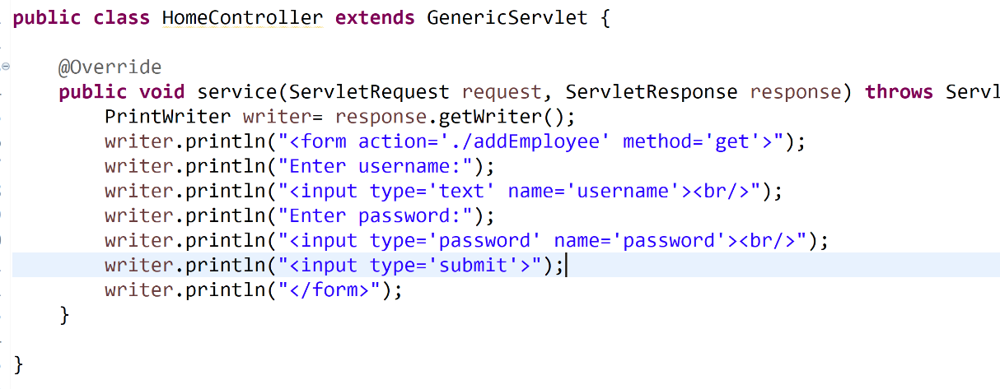 public class HomeController extends GenericServlet {
@Override
public void service(ServletRequest request, ServletResponse response) throws Servl
PrintWriter writer= response.getWriter();
writer.println("<form action='./addEmployee' method='get'>");
writer.println("Enter username:");
writer.println("<input type='text' name='username'><br/>");
writer.println("Enter password:");
writer.println("<input type='password' name='password'><br/>");
writer.println("<input type='submit'>");
writer.println("</form>");
}
}